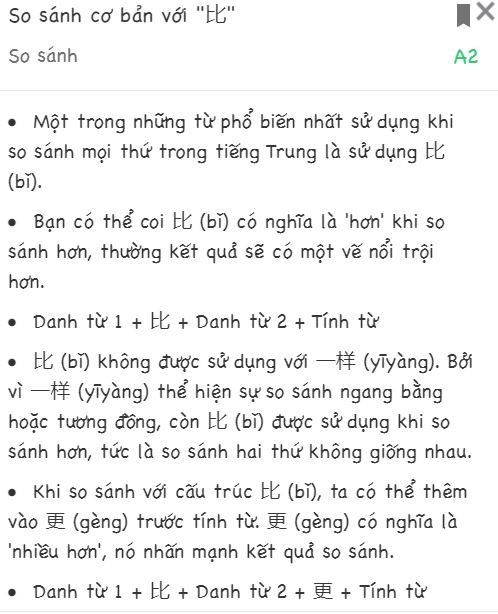 So sánh cơ bản với "比"
So sánh
A2
• Một trong những từ phổ biến nhất sử dụng khi
so sánh mọi thứ trong tiếng Trung là sử dụng 比
(bǐ).
• Bạn có thể coi 比 (bǐ) có nghĩa là 'hơn' khi so
sánh hơn, thường kết quả sẽ có một vế nổi trội
hơn.
• Danh từ 1 + 比 + Danh từ 2 + Tính từ
• 比 (bǐ) không được sử dụng với 一样 (yīyàng). Bởi
vì 一样 (yīyàng) thể hiện sự so sánh ngang bằng
hoặc tương đồng, còn 比 (bǐ) được sử dụng khi so
sánh hơn, tức là so sánh hai thứ không giống nhau.
• Khi so sánh với cấu trúc 比 (bǐ), ta có thể thêm
vào 更 (gèng) trước tính từ. 更 (gèng) có nghĩa là
'nhiều hơn', nó nhấn mạnh kết quả so sánh.
• Danh từ 1 + 比 + Danh từ 2 + 更 + Tính từ